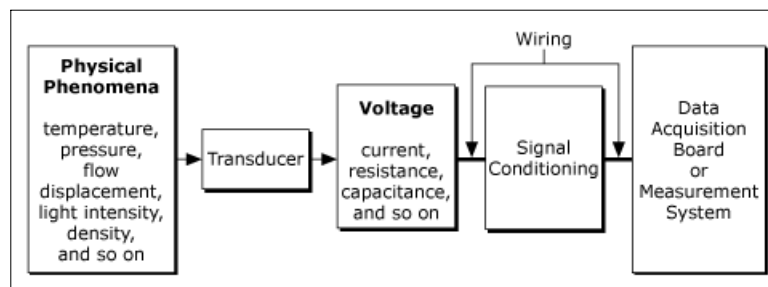 Physical
Phenomena
temperature,
pressure,
flow
displacement,
light intensity,
density,
and so on
Transducer
Voltage
current,
resistance,
capacitance,
and so on
Wiring
Signal
Conditioning
Data
Acquisition
Board
or
Measurement
System